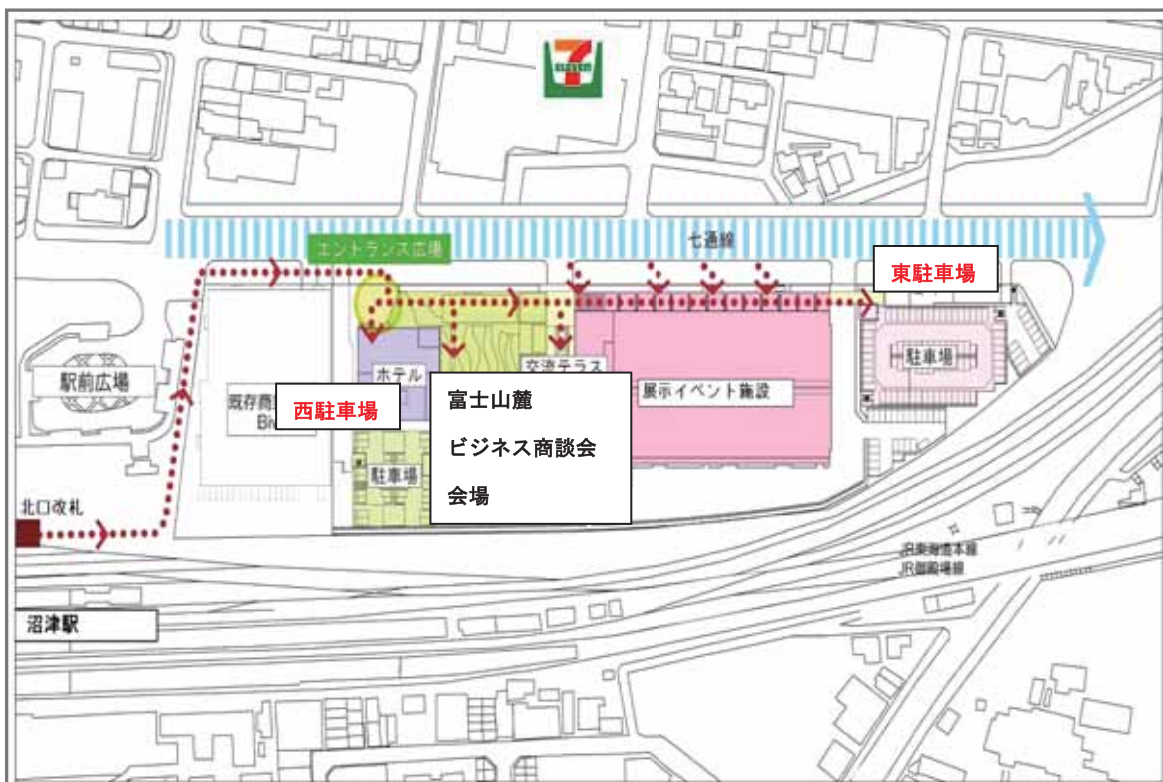 ELEVEN
七通線
エントランス広場
東駐車場
駐車場
駅前広場
ホテル
交流テラス
展示イベント施設
西駐車場
既存商
Biv
富士山麓
ビジネス商談会
会場
駐車場
北口改札
JR東海道本線
JR御殿場線
沼津駅